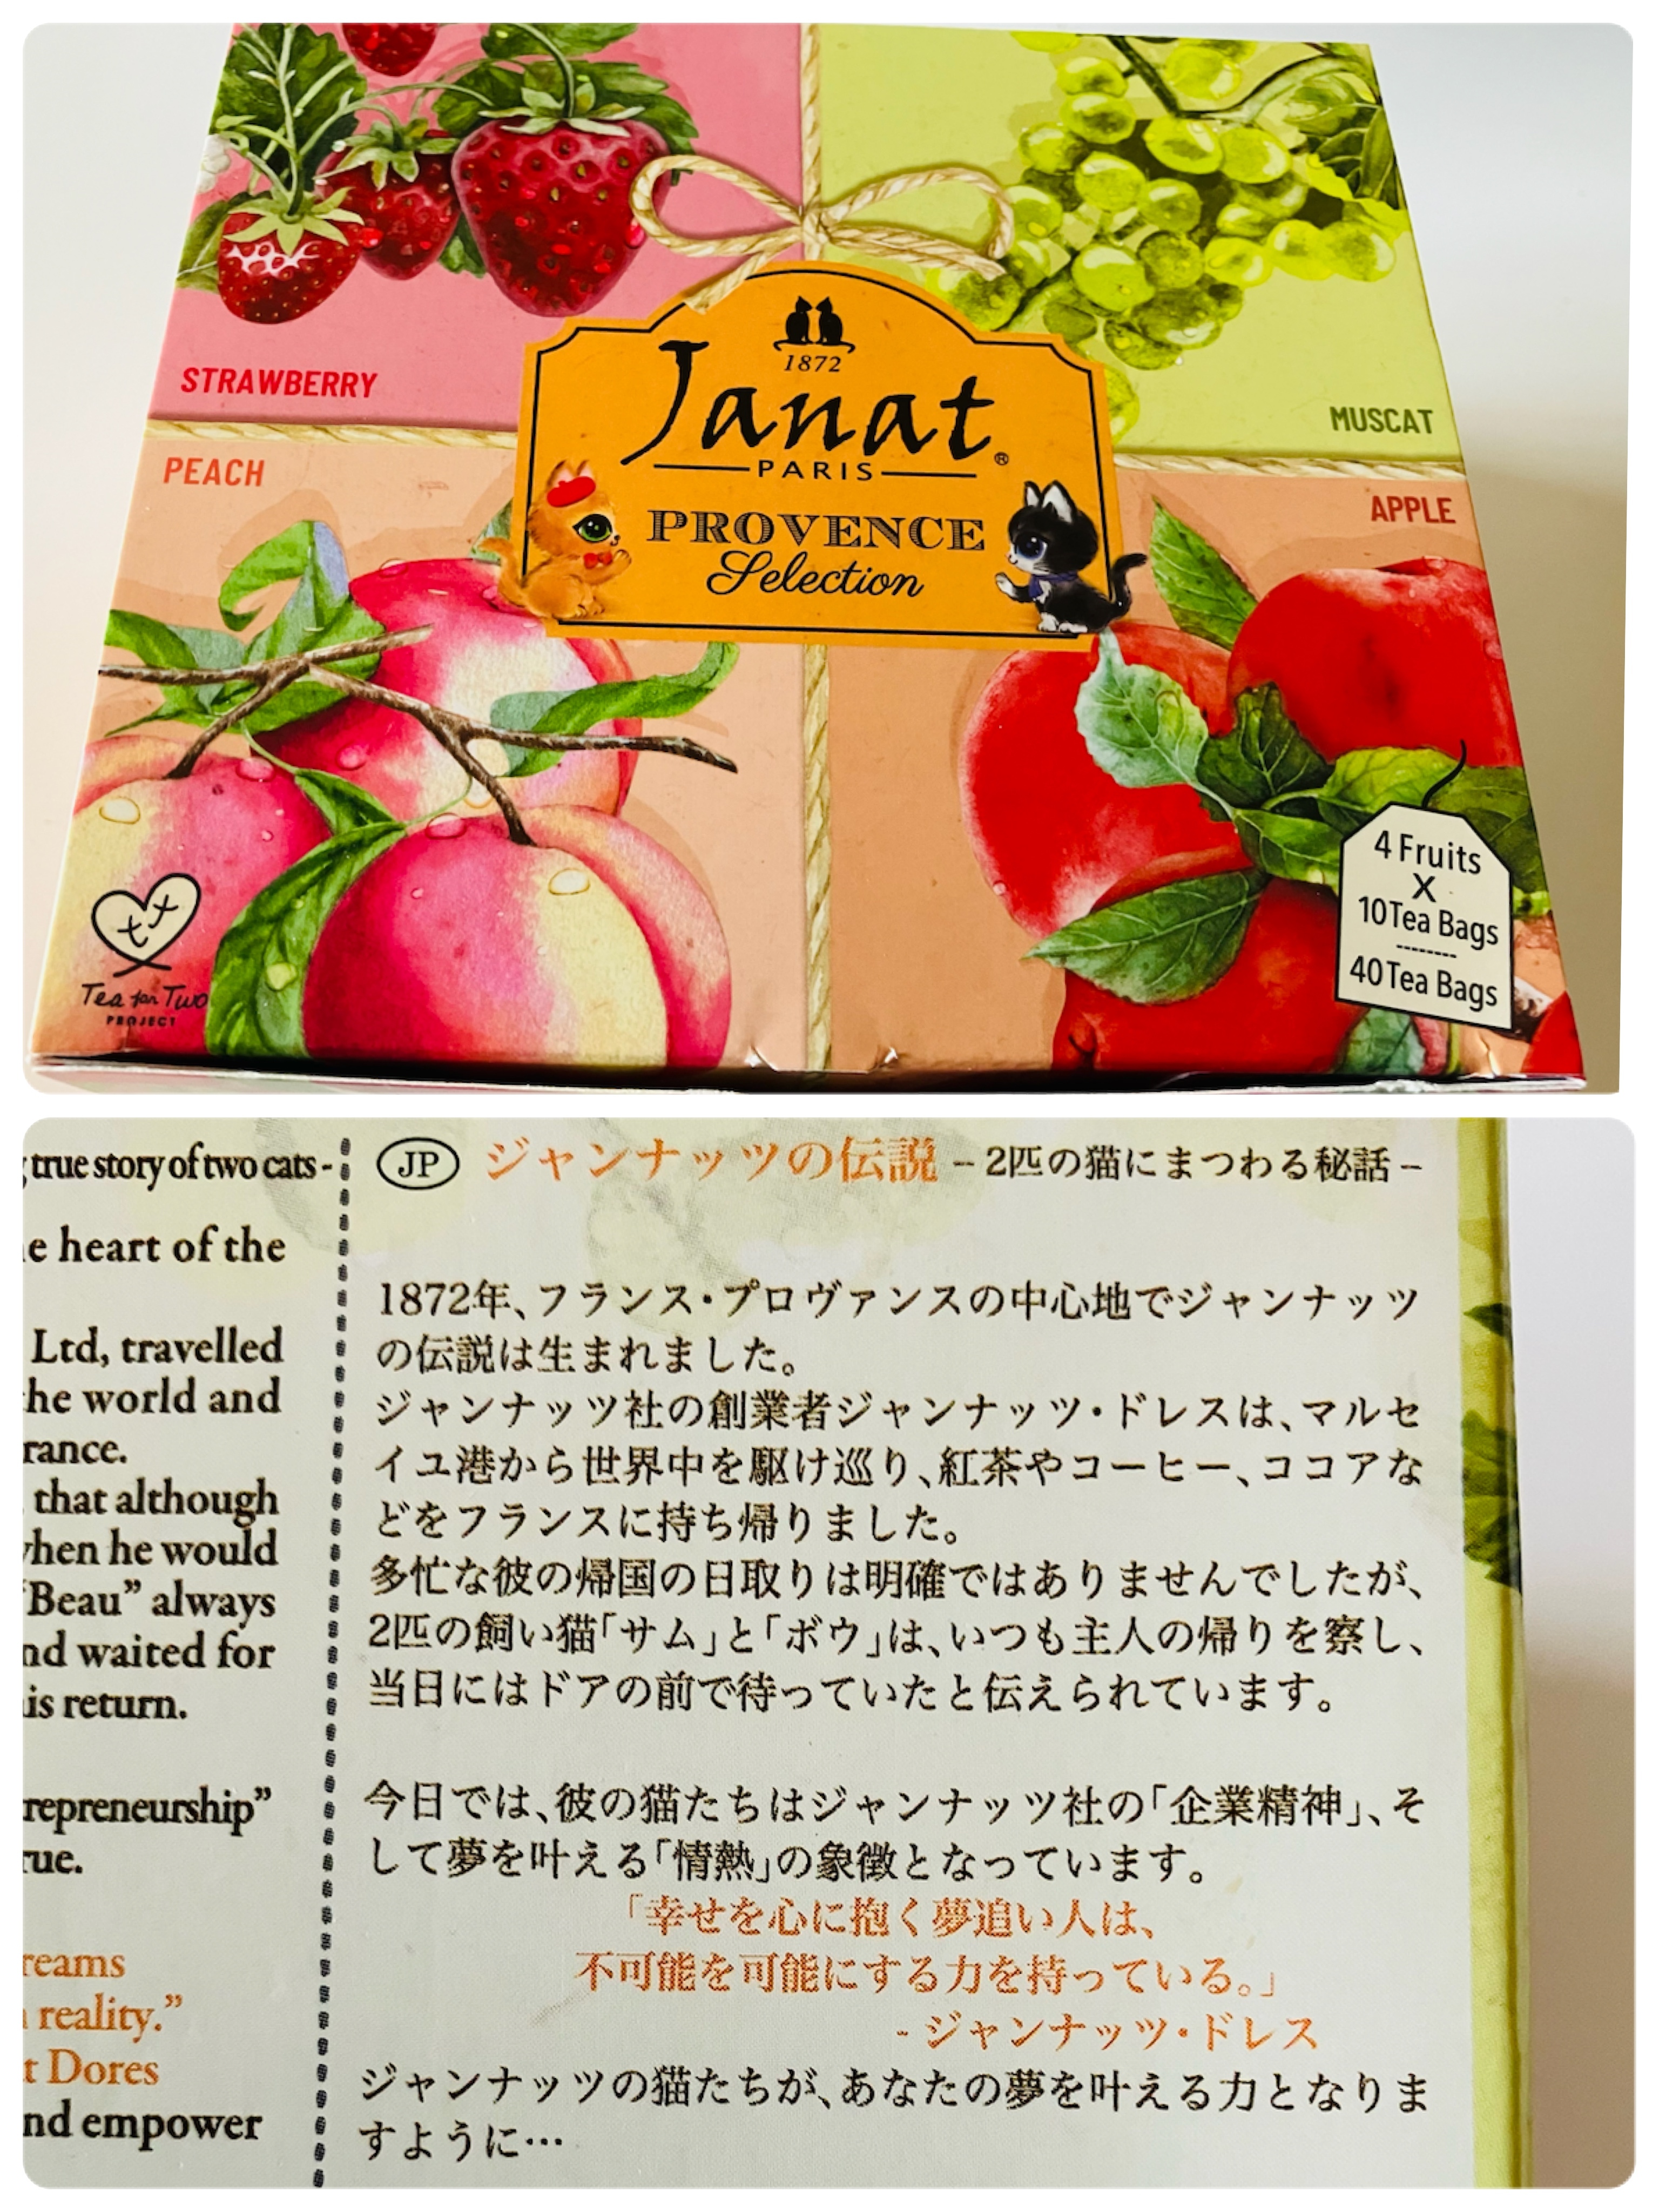 STRAWBERRY
MUSCAT
1872
Janat®
PARIS
PROVENCE
Selection
PEACH
APPLE
4 Fruits
X
10 Tea Bags
40 Tea Bags
tx
Tea for Two
PROJECT
true story of two cats -
heart of the
Ltd, travelled
world and
that although
he would
Beau” always
waited for
return.
reality.”
Dores
empower
JP ジャンナッツの伝説 – 2匹の猫にまつわる秘話 –
1872年、フランス・プロヴァンスの中心地でジャンナッツ
の伝説は生まれました。
ジャンナッツ社の創業者ジャンナッツ・ドレスは、マルセ
イユ港から世界中を駆け巡り、紅茶やコーヒー、ココアな
どをフランスに持ち帰りました。
多忙な彼の帰国の日取りは明確ではありませんでしたが、
2匹の飼い猫「サム」と「ボウ」は、いつも主人の帰りを察し、
当日にはドアの前で待っていたと伝えられています。
今日では、彼の猫たちはジャンナッツ社の「企業精神」、そ
して夢を叶える「情熱」の象徴となっています。
「幸せを心に抱く夢追い人は、
不可能を可能にする力を持っている。」
- ジャンナッツ・ドレス
ジャンナッツの猫たちが、あなたの夢を叶える力となりま
すように…